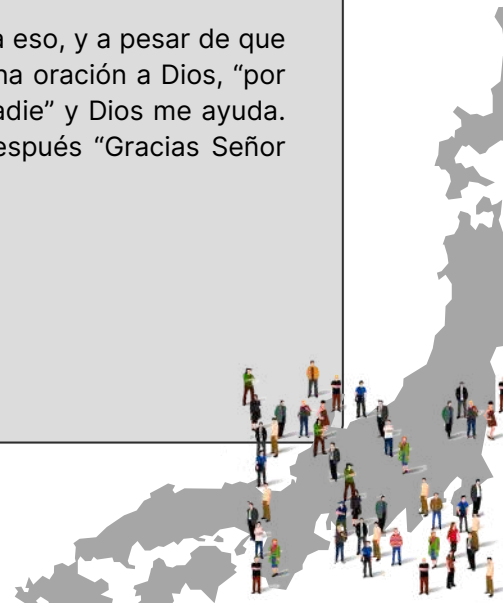 a eso, y a pesar de que
na oración a Dios, “por
adie” y Dios me ayuda.
espués “Gracias Señor